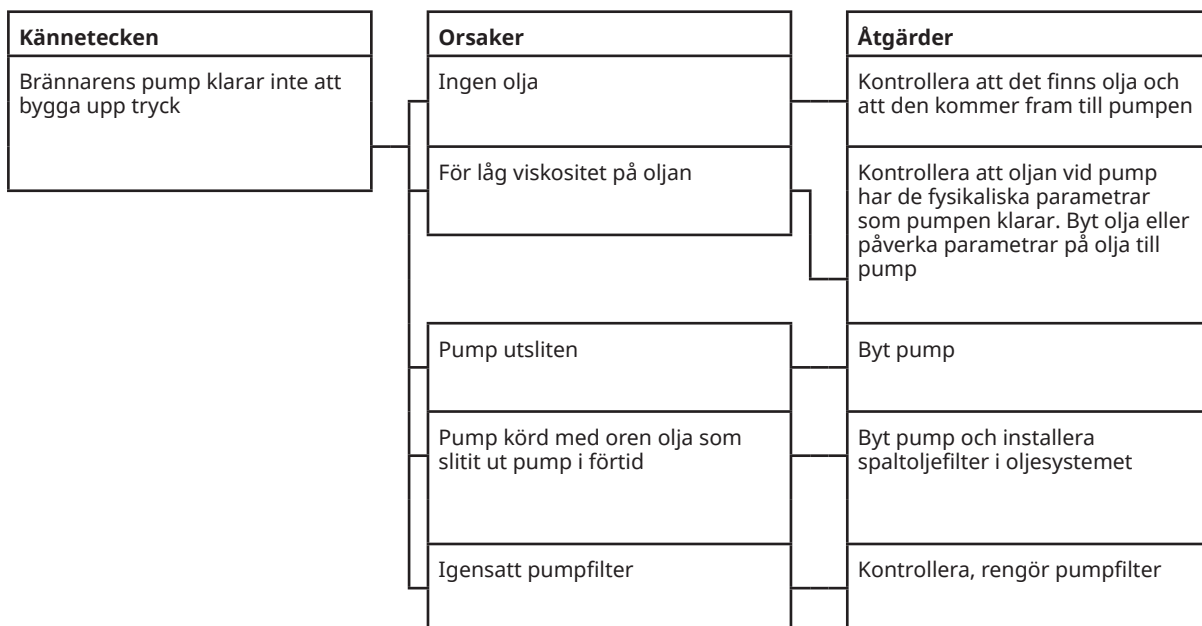 Kännetecken
Brännarens pump klarar inte att
bygga upp tryck
Orsaker
Ingen olja
För låg viskositet på oljan
Pump utsliten
Pump körd med oren olja som
slitit ut pump i förtid
Igensatt pumpfilter
Åtgärder
Kontrollera att det finns olja och
att den kommer fram till pumpen
Kontrollera att oljan vid pump
har de fysikaliska parametrar
som pumpen klarar. Byt olja eller
påverka parametrar på olja till
pump
Byt pump
Byt pump och installera
spaltoljefilter i oljesystemet
Kontrollera, rengör pumpfilter